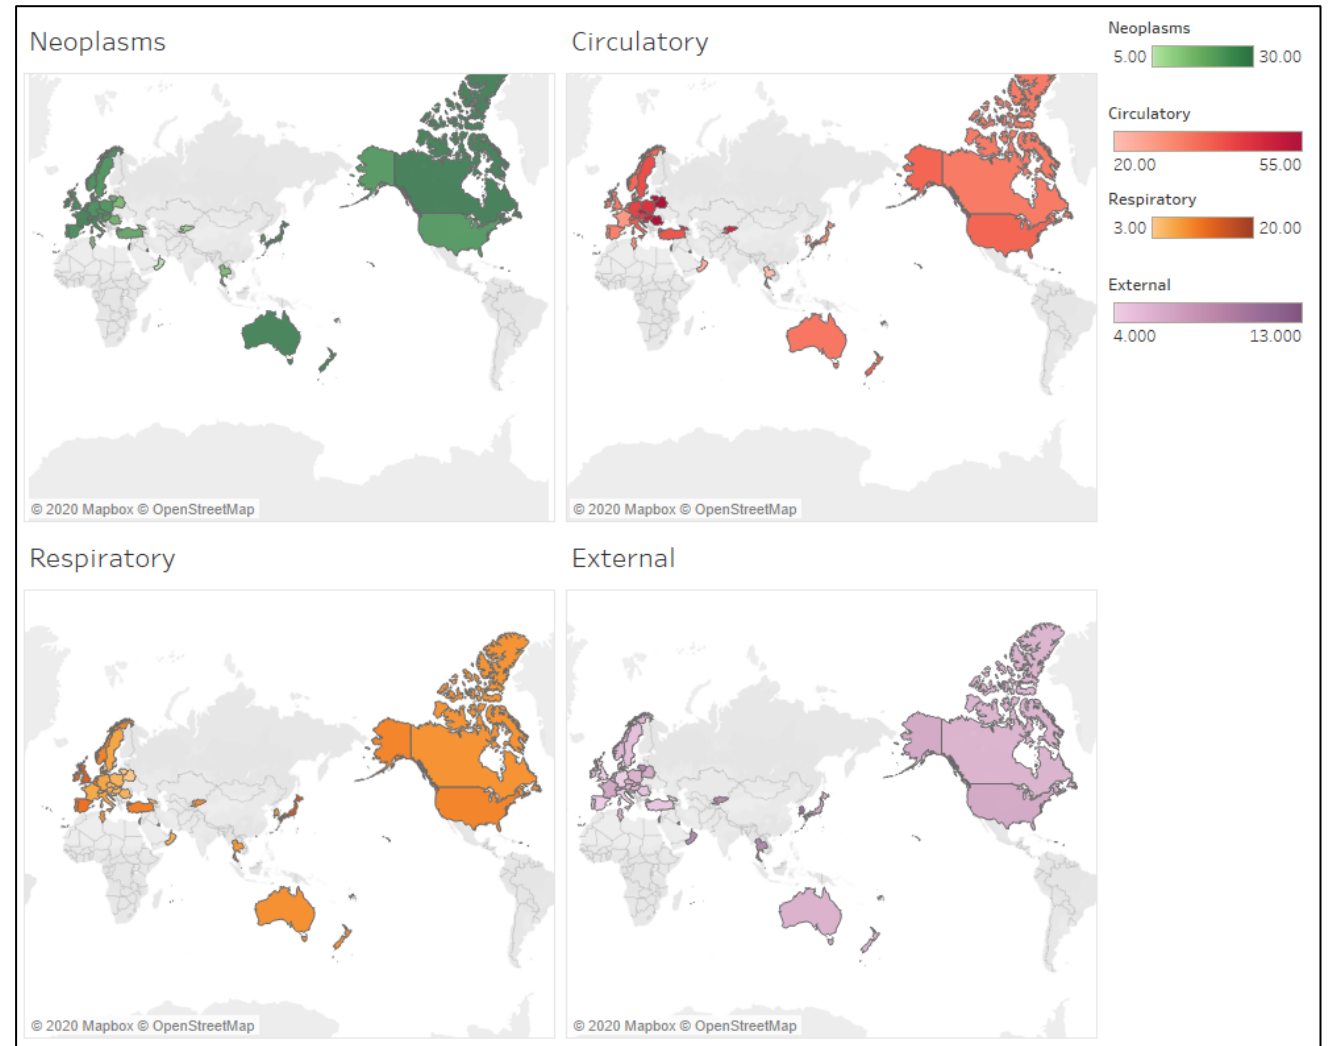 Neoplasms
Circulatory
© 2020 Mapbox © OpenStreetMap
© 2020 Mapbox © OpenStreetMap
Respiratory
External
© 2020 Mapbox © OpenStreetMap
© 2020 Mapbox © OpenStreetMap
Neoplasms
5.00 30.00
Circulatory
20.00 55.00
Respiratory
3.00 20.00
External
4.000 13.000